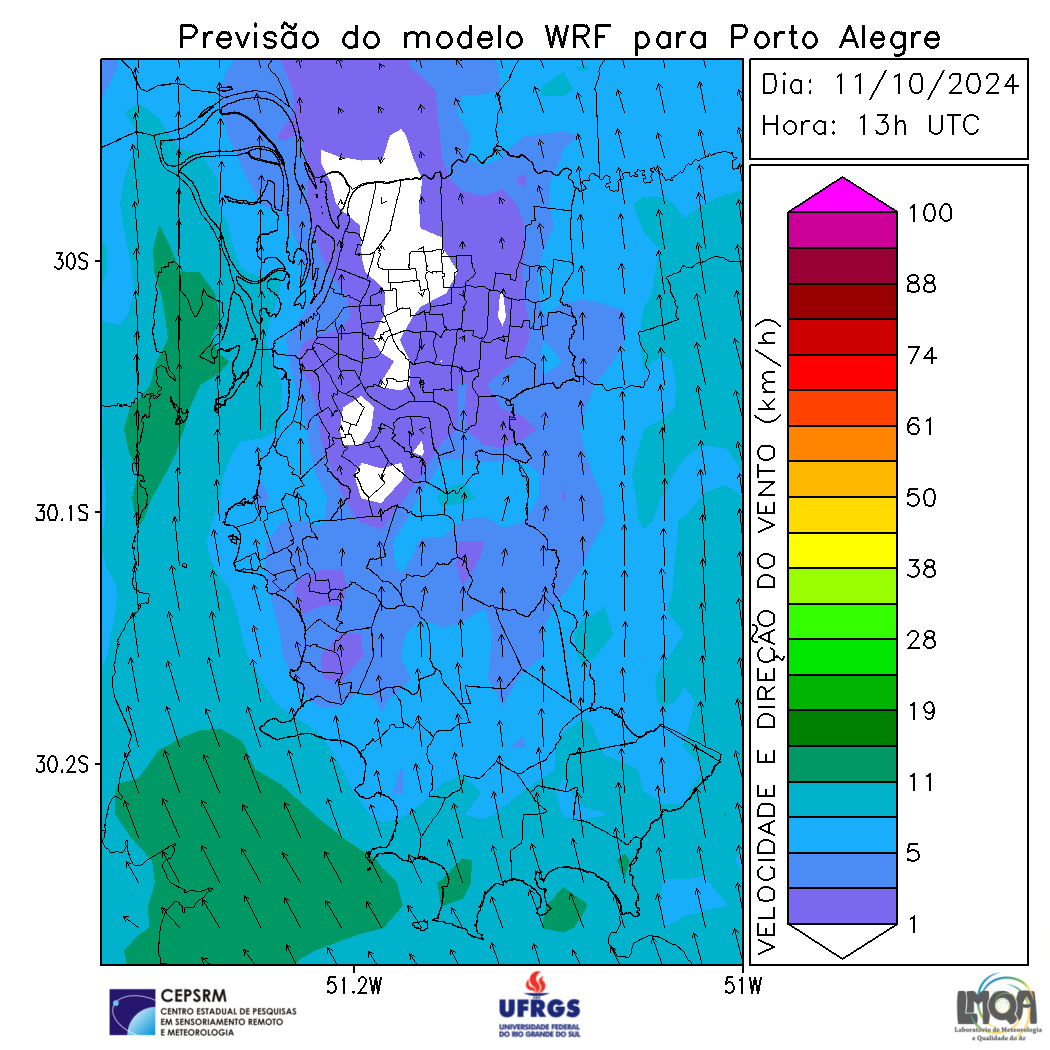 Previsão do modelo WRF para Porto Alegre
Dia: 11/10/2024
Hora: 13h UTC
30S
30.1S
30.2S
51.2W
51W
VELOCIDADE E DIREÇÃO DO VENTO (km/h)
100
88
74
61
50
38
28
19
11
5
1
CEPSRM
CENTRO ESTADUAL DE PESQUISAS
EM SENSORIAMENTO REMOTO
E METEOROLOGIA
UFRGS
UNIVERSIDADE FEDERAL
DO RIO GRANDE DO SUL
LMQA
Laboratório de Meteorologia
e Qualidade do Ar